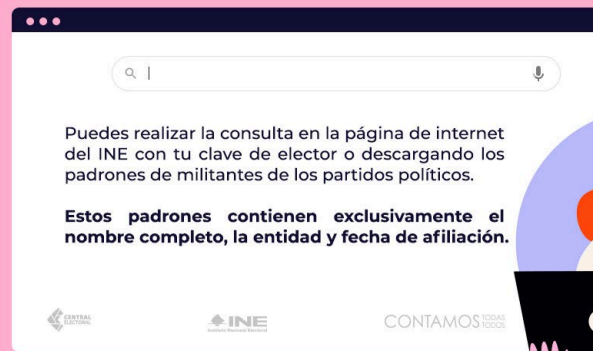 Puedes realizar la consulta en la página de internet
del INE con tu clave de elector o descargando los
padrones de militantes de los partidos políticos.
Estos padrones contienen exclusivamente el
nombre completo, la entidad y fecha de afiliación.
CENTRAL
ELECTORAL
INE
Instituto Nacional Electoral
CONTAMOS TODAS
TODOS